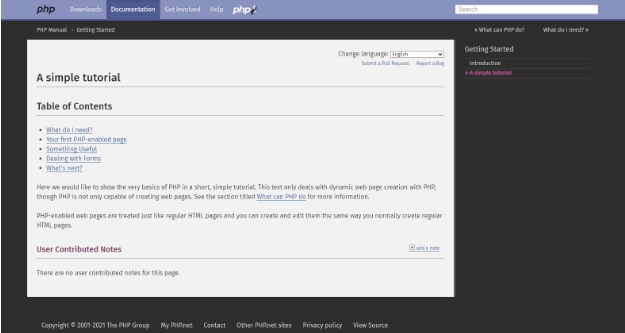 php Downloads Documentation Get Involved Help php Search
PHP Manual › Getting Started « What can PHP do? What do I need? »
Change language: English
Submit a Pull Request Report a Bug
A simple tutorial
Table of Contents
• What do I need?
• Your first PHP-enabled page
• Something Useful
• Dealing with Forms
• What's next?
Here we would like to show the very basics of PHP in a short, simple tutorial. This text only deals with dynamic web page creation with PHP,
though PHP is not only capable of creating web pages. See the section titled What can PHP do for more information.
PHP-enabled web pages are treated just like regular HTML pages and you can create and edit them the same way you normally create regular
HTML pages.
User Contributed Notes add a note
There are no user contributed notes for this page.
Getting Started
Introduction
» A simple tutorial
Copyright © 2001-2021 The PHP Group My PHP.net Contact Other PHP.net sites Privacy policy View Source